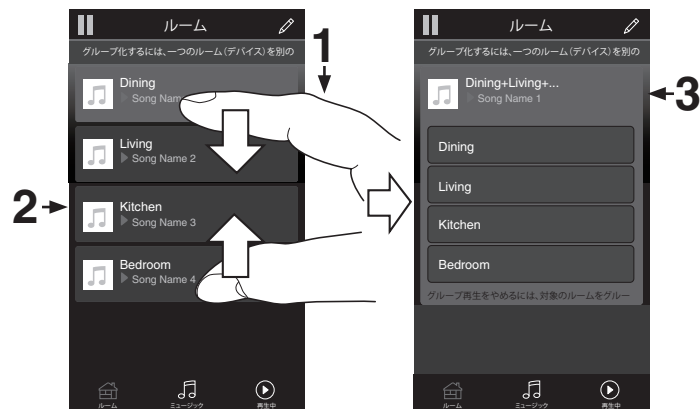 ルーム
グループ化するには、一つのルーム（デバイス）を別の
1
Dining
Song Nam
Living
Song Name 2
2
Kitchen
Song Name 3
Bedroom
Song Name 4
ルーム
ミュージック
再生中
ルーム
グループ化するには、一つのルーム（デバイス）を別の
Dining+Living+...
Song Name 1
3
Dining
Living
Kitchen
Bedroom
グループ再生をやめるには、対象のルームをグルー
ルーム
ミュージック
再生中